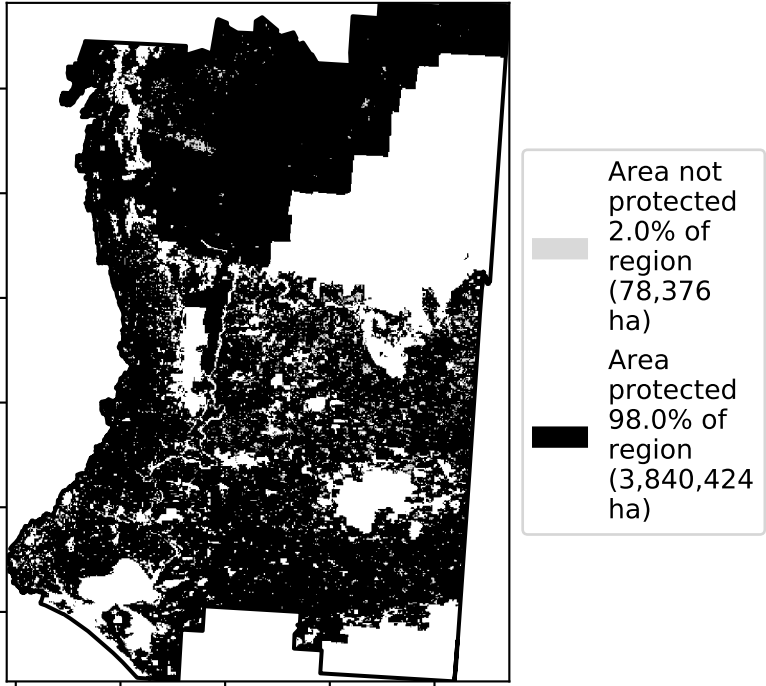 Area not
protected
2.0% of
region
(78,376
ha)
Area
protected
98.0% of
region
(3,840,424
ha)